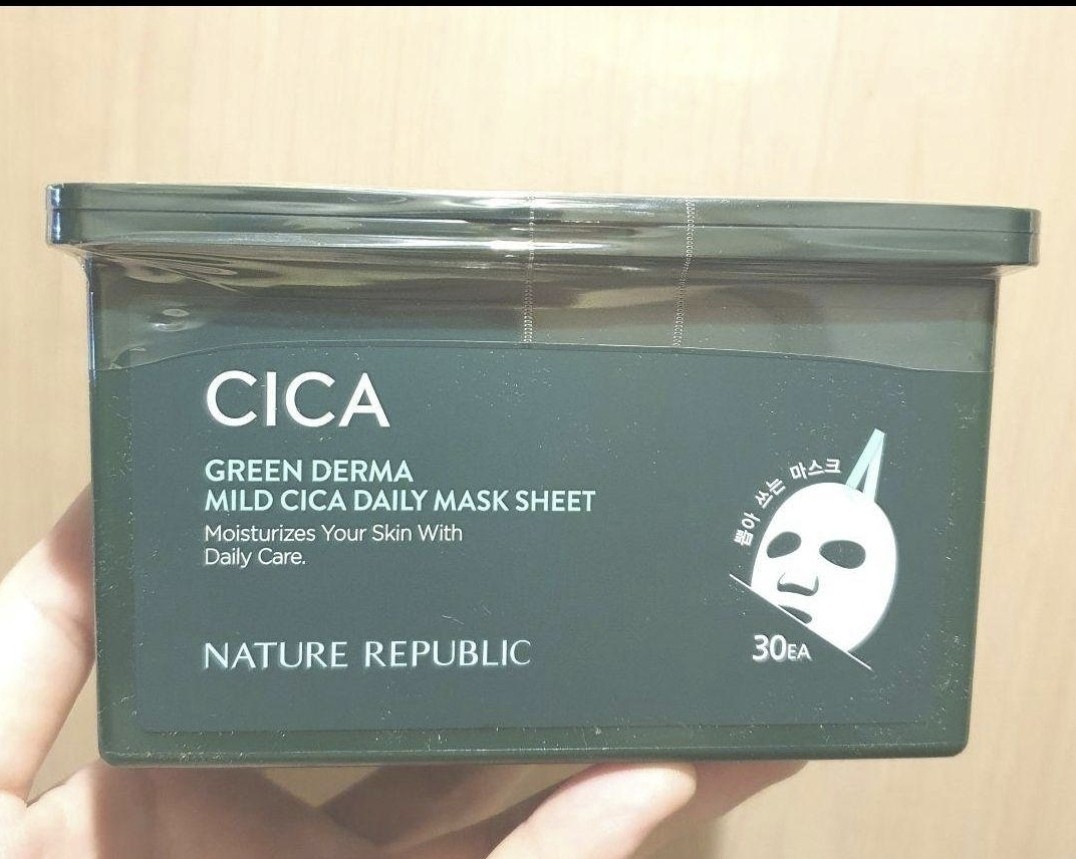 CICA
GREEN DERMA
MILD CICA DAILY MASK SHEET
Moisturizes Your Skin With
Daily Care.
NATURE REPUBLIC
뽑아 쓰는 마스크
30EA